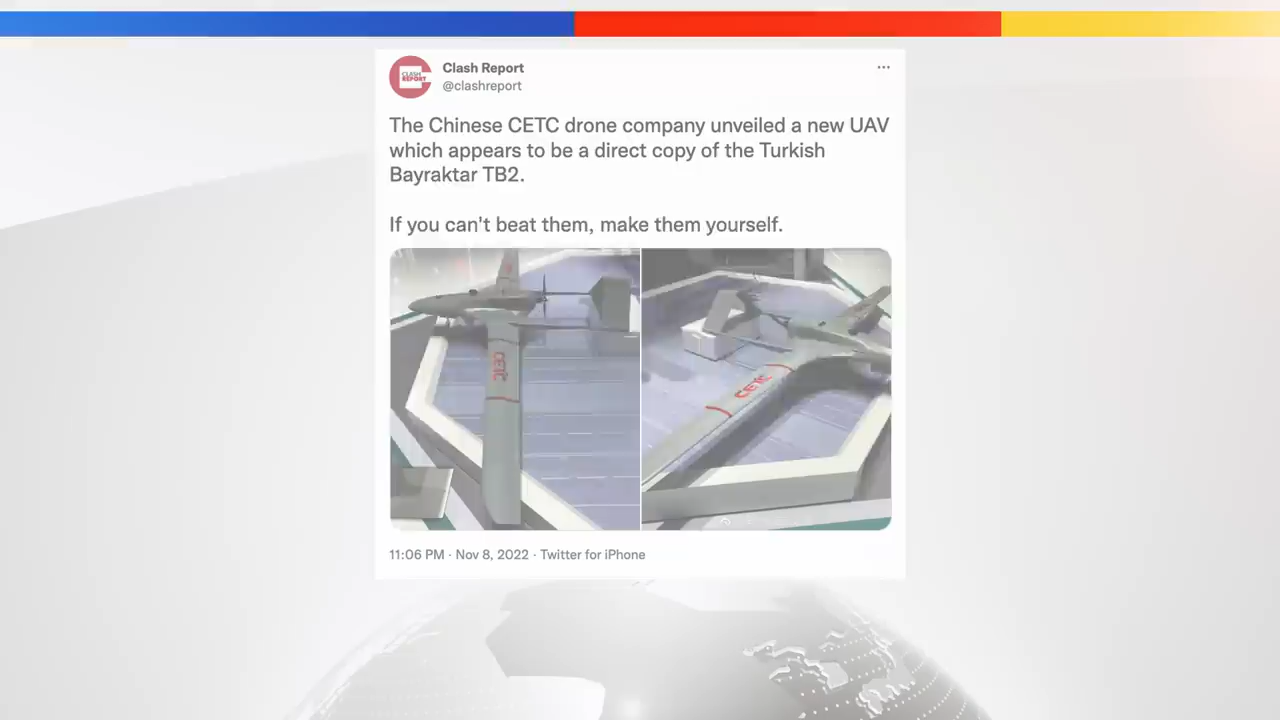 CLASH
REPORT
Clash Report
@clashreport
The Chinese CETC drone company unveiled a new UAV
which appears to be a direct copy of the Turkish
Bayraktar TB2.
If you can't beat them, make them yourself.
CETC
CETC
11:06 PM · Nov 8, 2022 · Twitter for iPhone